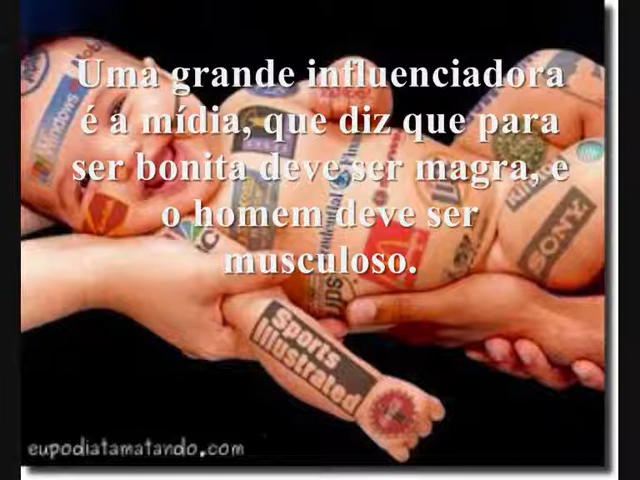 Uma grande influenciadora
é a mídia, que diz que para
ser bonita deve ser magra, e
o homem deve ser
musculoso.
Windows
SONY
Sports
Illustrated
eupodiatamatando.com